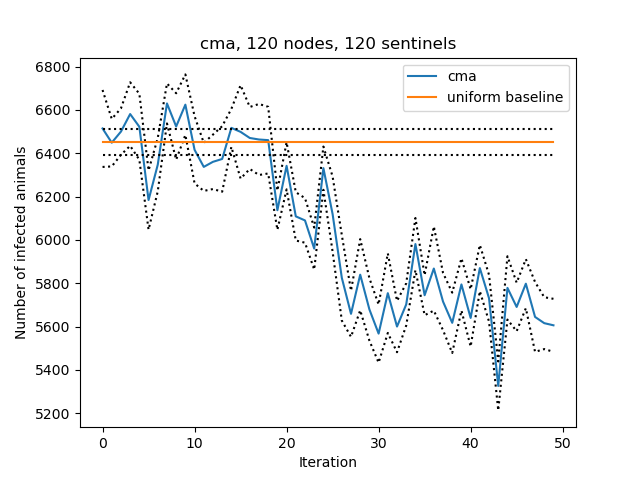 cma, 120 nodes, 120 sentinels
cma
uniform baseline
Number of infected animals
6800
6600
6400
6200
6000
5800
5600
5400
5200
0 10 20 30 40 50
Iteration